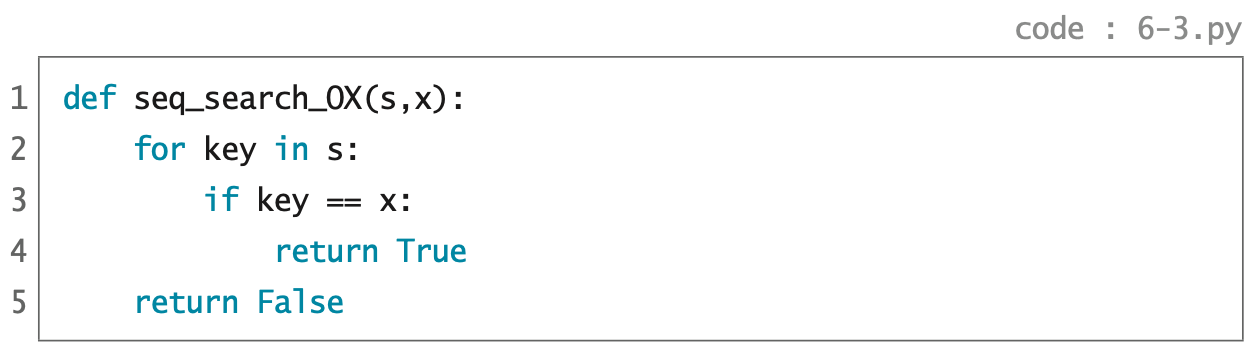 code : 6-3.py
1 def seq_search_OX(s,x):
2     for key in s:
3         if key == x:
4             return True
5     return False